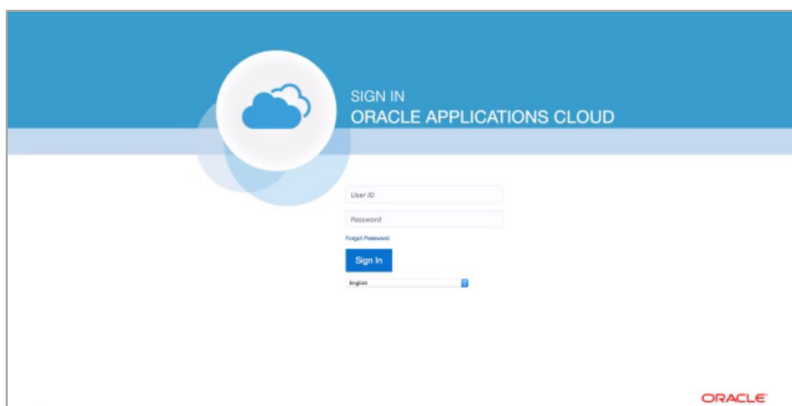 SIGN IN
ORACLE APPLICATIONS CLOUD
User ID
Password
Forgot Password
Sign In
English
ORACLE